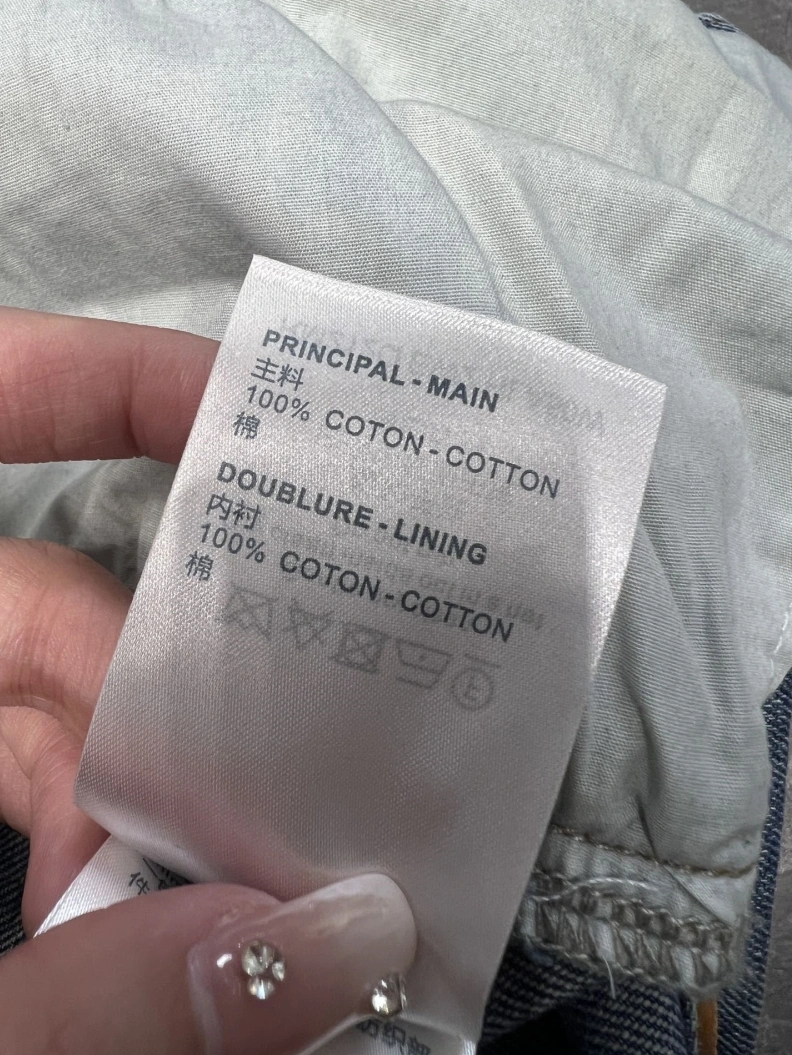 PRINCIPAL - MAIN
主料
100% COTON - COTTON
棉
DOUBLURE - LINING
内衬
100% COTON - COTTON
棉